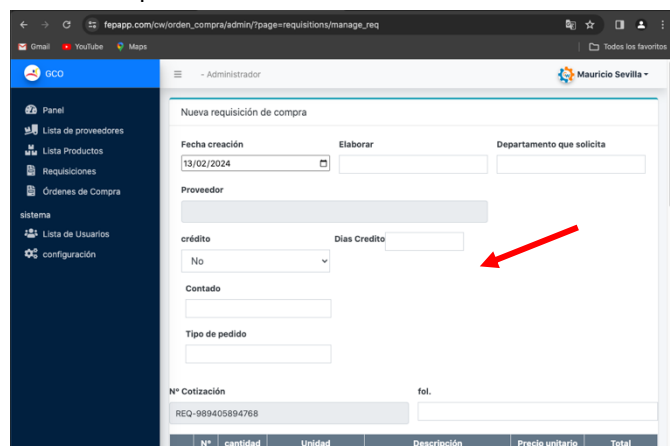 fepapp.com/cw/orden_compra/admin/?page=requisitions/manage_req
Gmail YouTube Maps Todos los favoritos
GCO - Administrador Mauricio Sevilla
Panel
Lista de proveedores
Lista Productos
Requisiciones
Órdenes de Compra
sistema
Lista de Usuarios
configuración
Nueva requisición de compra
Fecha creación Elaborar Departamento que solicita
13/02/2024
Proveedor
crédito Dias Credito
No
Contado
Tipo de pedido
Nº Cotización fol.
REQ-989405894768
Nº cantidad Unidad Descripción Precio unitario Total